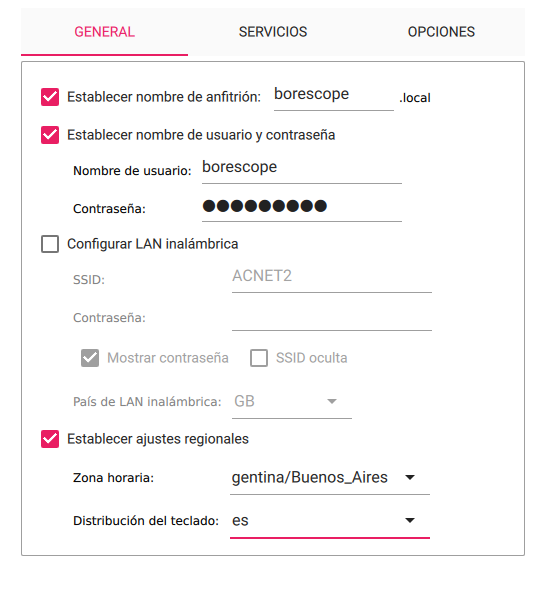 GENERAL SERVICIOS OPCIONES
Establecer nombre de anfitrión: borescope .local
Establecer nombre de usuario y contraseña
Nombre de usuario: borescope
Contraseña: ●●●●●●●●●
Configurar LAN inalámbrica
SSID: ACNET2
Contraseña:
Mostrar contraseña SSID oculta
País de LAN inalámbrica: GB
Establecer ajustes regionales
Zona horaria: gentina/Buenos_Aires
Distribución del teclado: es